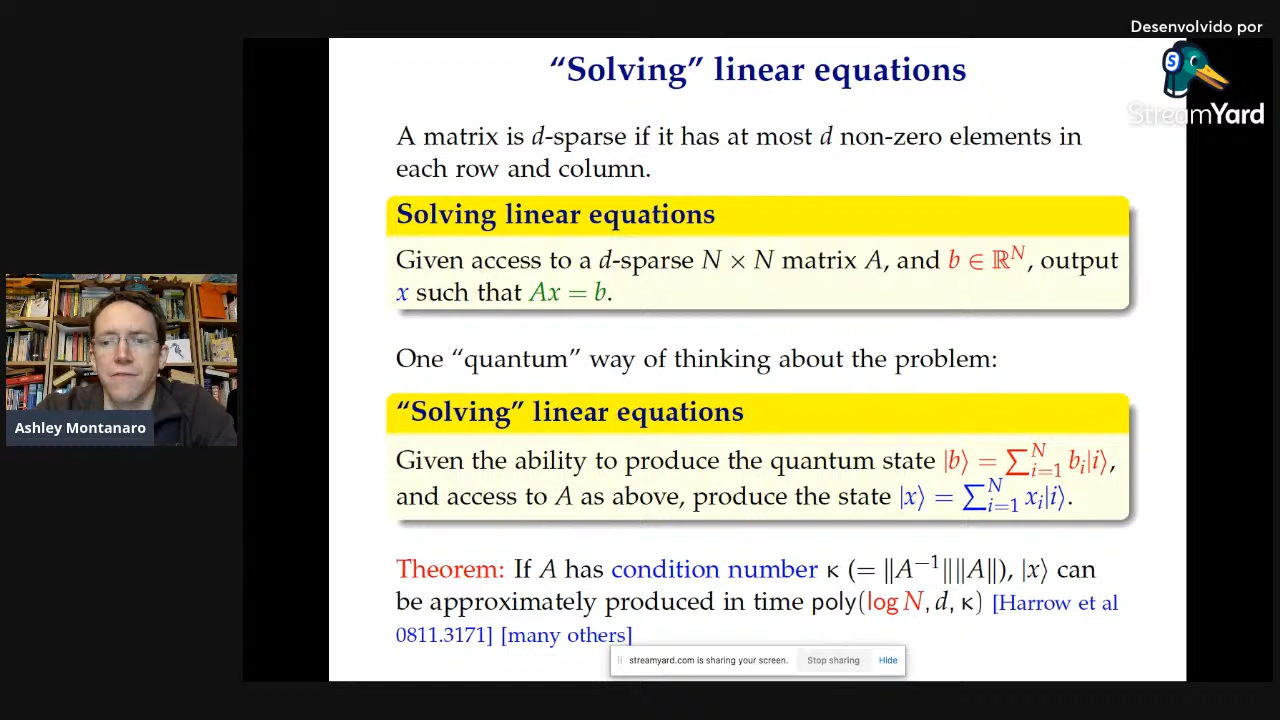 Desenvolvido por
StreamYard
"Solving" linear equations
A matrix is d-sparse if it has at most d non-zero elements in
each row and column.
Solving linear equations
Given access to a d-sparse N × N matrix A, and b ∈ ℝ^N, output
x such that Ax = b.
One "quantum" way of thinking about the problem:
"Solving" linear equations
Given the ability to produce the quantum state |b⟩ = ∑_{i=1}^N b_i|i⟩,
and access to A as above, produce the state |x⟩ = ∑_{i=1}^N x_i|i⟩.
Theorem: If A has condition number κ (= ‖A^{−1}‖‖A‖), |x⟩ can
be approximately produced in time poly(log N, d, κ) [Harrow et al
0811.3171] [many others]
streamyard.com is sharing your screen. Stop sharing Hide
Ashley Montanaro